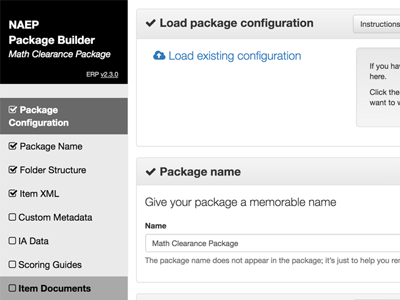 NAEP
Package Builder
Math Clearance Package
ERP v2.3.0
Package
Configuration
Package Name
Folder Structure
Item XML
Custom Metadata
IA Data
Scoring Guides
Item Documents
Load package configuration
Instructions
Load existing configuration
If you hav
here.
Click the
want to v
Package name
Give your package a memorable name
Name
Math Clearance Package
The package name does not appear in the package; it's just to help you re